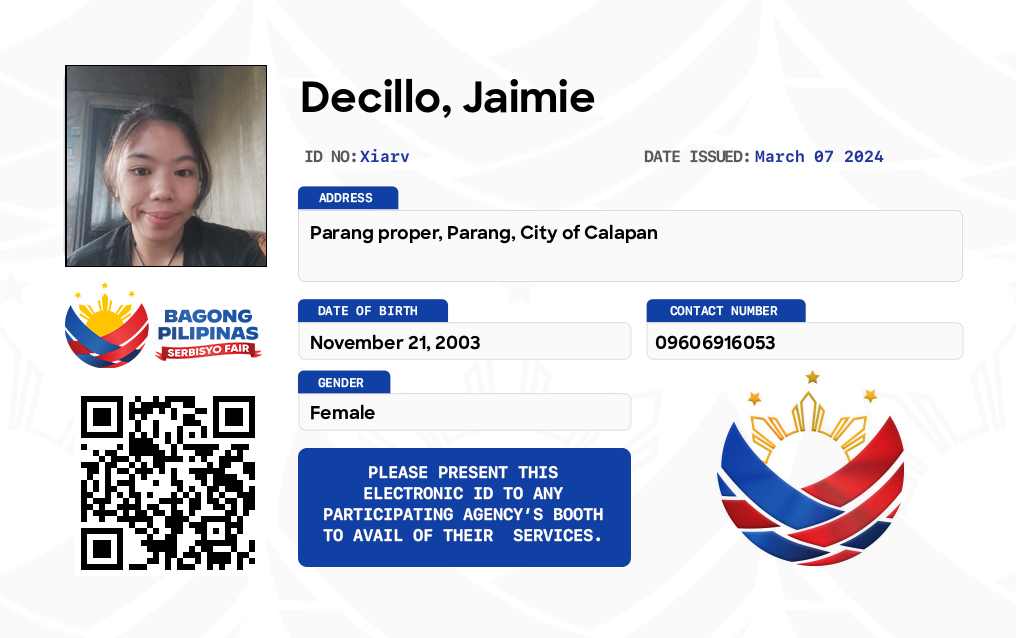 Decillo, Jaimie
ID NO: Xiarv
DATE ISSUED: March 07 2024
ADDRESS
Parang proper, Parang, City of Calapan
BAGONG
PILIPINAS
SERBISYO FAIR
DATE OF BIRTH
November 21, 2003
CONTACT NUMBER
09606916053
GENDER
Female
PLEASE PRESENT THIS
ELECTRONIC ID TO ANY
PARTICIPATING AGENCY'S BOOTH
TO AVAIL OF THEIR  SERVICES.